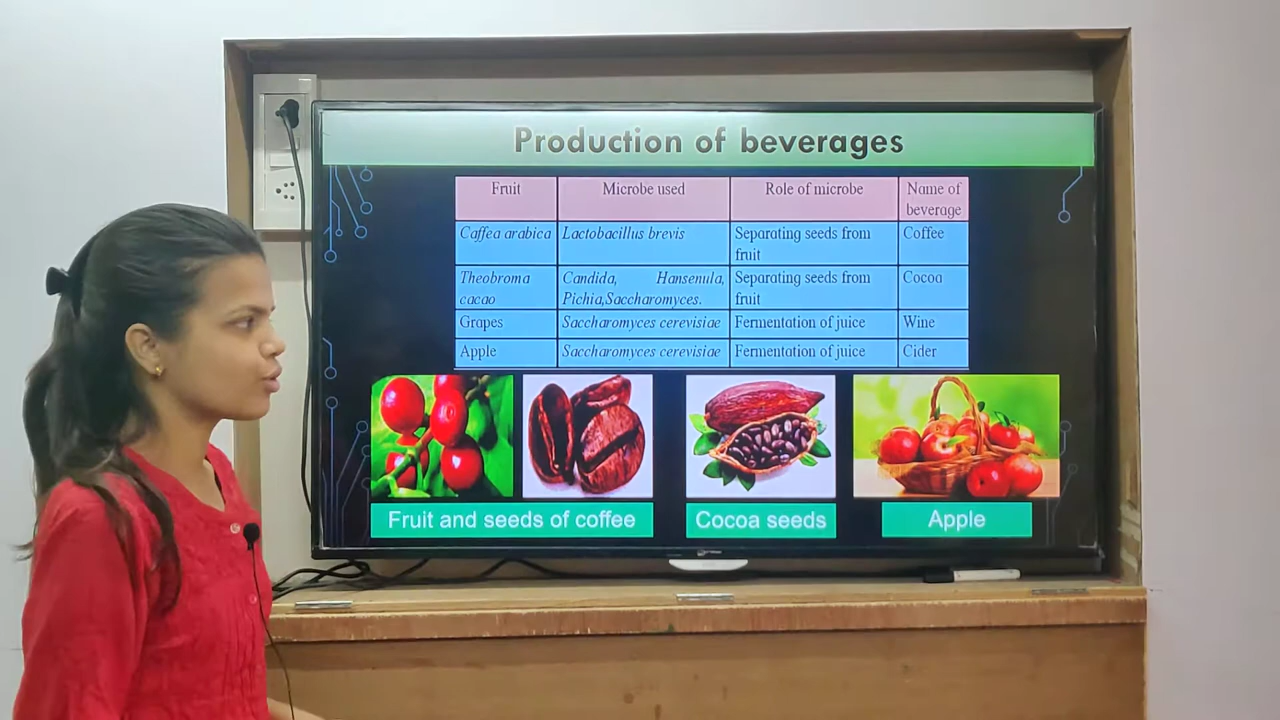 Production of beverages
Fruit Microbe used Role of microbe Name of
beverage
Caffea arabica Lactobacillus brevis Separating seeds from Coffee
fruit
Theobroma Candida, Hansenula, Separating seeds from Cocoa
cacao Pichia,Saccharomyces. fruit
Grapes Saccharomyces cerevisiae Fermentation of juice Wine
Apple Saccharomyces cerevisiae Fermentation of juice Cider
Fruit and seeds of coffee Cocoa seeds Apple